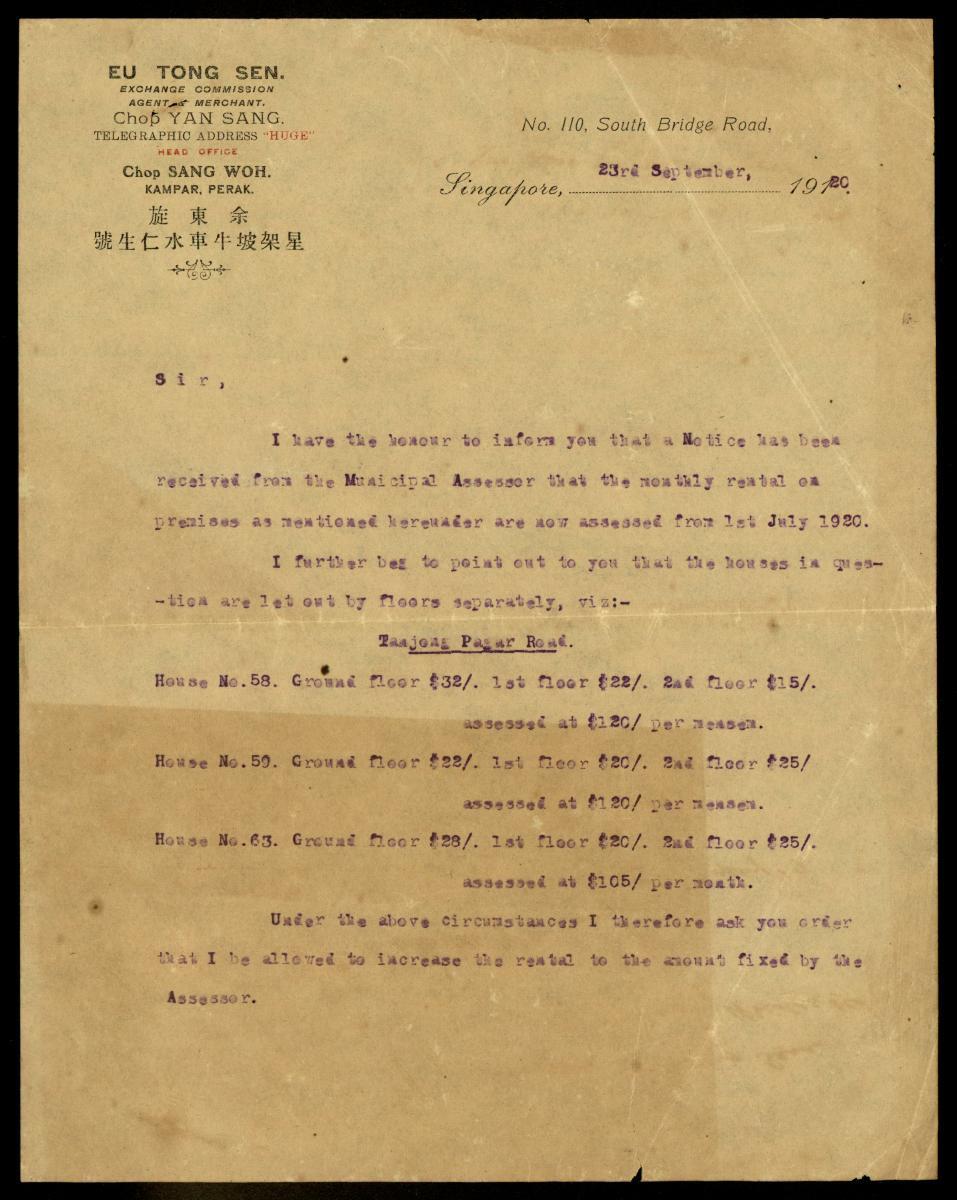 EU TONG SEN.
EXCHANGE COMMISSION
AGENT & MERCHANT.
Chop YAN SANG.
TELEGRAPHIC ADDRESS "HUGE"
HEAD OFFICE
Chop SANG WOH.
KAMPAR, PERAK.
旋東余
號生仁水車牛坡架星
No. 110, South Bridge Road,
Singapore, 23rd September, 1920.
Sir,
I have the honour to inform you that a Notice has been
received from the Municipal Assessor that the monthly rental on
premises as mentioned hereunder are now assessed from 1st July 1920.
I further beg to point out to you that the houses in ques-
-tion are let out by floors separately, viz:-
Tanjong Pagar Road.
House No.58. Ground floor $32/. 1st floor $22/. 2nd floor $15/.
assessed at $120/ per mensem.
House No.59. Ground floor $22/. 1st floor $20/. 2nd floor $25/
assessed at $120/ per mensem.
House No.63. Ground floor $28/. 1st floor $20/. 2nd floor $25/.
assessed at $105/ per month.
Under the above circumstances I therefore ask you order
that I be allowed to increase the rental to the amount fixed by the
Assessor.